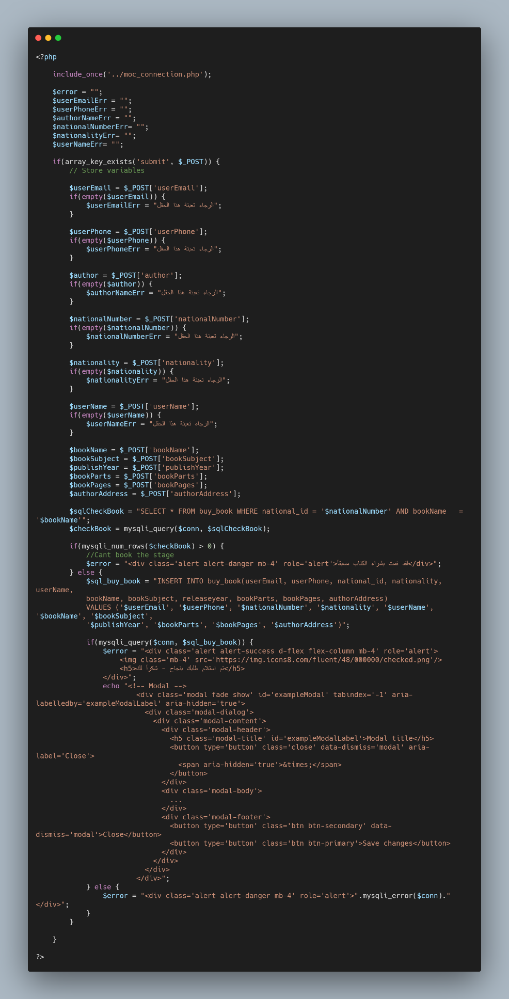 <?php
include_once('../moc_connection.php');
$error = "";
$userEmailErr = "";
$userPhoneErr = "";
$authorNameErr = "";
$nationalNumberErr= "";
$nationalityErr= "";
$userNameErr= "";
if(array_key_exists('submit', $_POST)) {
// Store variables
$userEmail = $_POST['userEmail'];
if(empty($userEmail)) {
$userEmailErr = "الرجاء تعبئة هذا الحقل";
}
$userPhone = $_POST['userPhone'];
if(empty($userPhone)) {
$userPhoneErr = "الرجاء تعبئة هذا الحقل";
}
$author = $_POST['author'];
if(empty($author)) {
$authorNameErr = "الرجاء تعبئة هذا الحقل";
}
$nationalNumber = $_POST['nationalNumber'];
if(empty($nationalNumber)) {
$nationalNumberErr = "الرجاء تعبئة هذا الحقل";
}
$nationality = $_POST['nationality'];
if(empty($nationality)) {
$nationalityErr = "الرجاء تعبئة هذا الحقل";
}
$userName = $_POST['userName'];
if(empty($userName)) {
$userNameErr = "الرجاء تعبئة هذا الحقل";
}
$bookName = $_POST['bookName'];
$bookSubject = $_POST['bookSubject'];
$publishYear = $_POST['publishYear'];
$bookParts = $_POST['bookParts'];
$bookPages = $_POST['bookPages'];
$authorAddress = $_POST['authorAddress'];
$sqlCheckBook = "SELECT * FROM buy_book WHERE national_id = '$nationalNumber' AND bookName   =
'$bookName'";
$checkBook = mysqli_query($conn, $sqlCheckBook);
if(mysqli_num_rows($checkBook) > 0) {
//Cant book the stage
$error = "<div class='alert alert-danger mb-4' role='alert'>لقد قمت بشراء الكتاب مسبقاً</div>";
} else {
$sql_buy_book = "INSERT INTO buy_book(userEmail, userPhone, national_id, nationality,
userName,
bookName, bookSubject, releaseyear, bookParts, bookPages, authorAddress)
VALUES ('$userEmail', '$userPhone', '$nationalNumber', '$nationality', '$userName',
'$bookName', '$bookSubject',
'$publishYear', '$bookParts', '$bookPages', '$authorAddress')";
if(mysqli_query($conn, $sql_buy_book)) {
$error = "<div class='alert alert-success d-flex flex-column mb-4' role='alert'>
<img class='mb-4' src='https://img.icons8.com/fluent/48/000000/checked.png'/>
<h5>تم استلام طلبك بنجاح - شكراً لك</h5>
</div>";
echo "<!-- Modal -->
<div class='modal fade show' id='exampleModal' tabindex='-1' aria-
labelledby='exampleModalLabel' aria-hidden='true'>
<div class='modal-dialog'>
<div class='modal-content'>
<div class='modal-header'>
<h5 class='modal-title' id='exampleModalLabel'>Modal title</h5>
<button type='button' class='close' data-dismiss='modal' aria-
label='Close'>
<span aria-hidden='true'>&times;</span>
</button>
</div>
<div class='modal-body'>
...
</div>
<div class='modal-footer'>
<button type='button' class='btn btn-secondary' data-
dismiss='modal'>Close</button>
<button type='button' class='btn btn-primary'>Save changes</button>
</div>
</div>
</div>
</div>";
} else {
$error = "<div class='alert alert-danger mb-4' role='alert'>".mysqli_error($conn)."
</div>";
}
}
}
?>